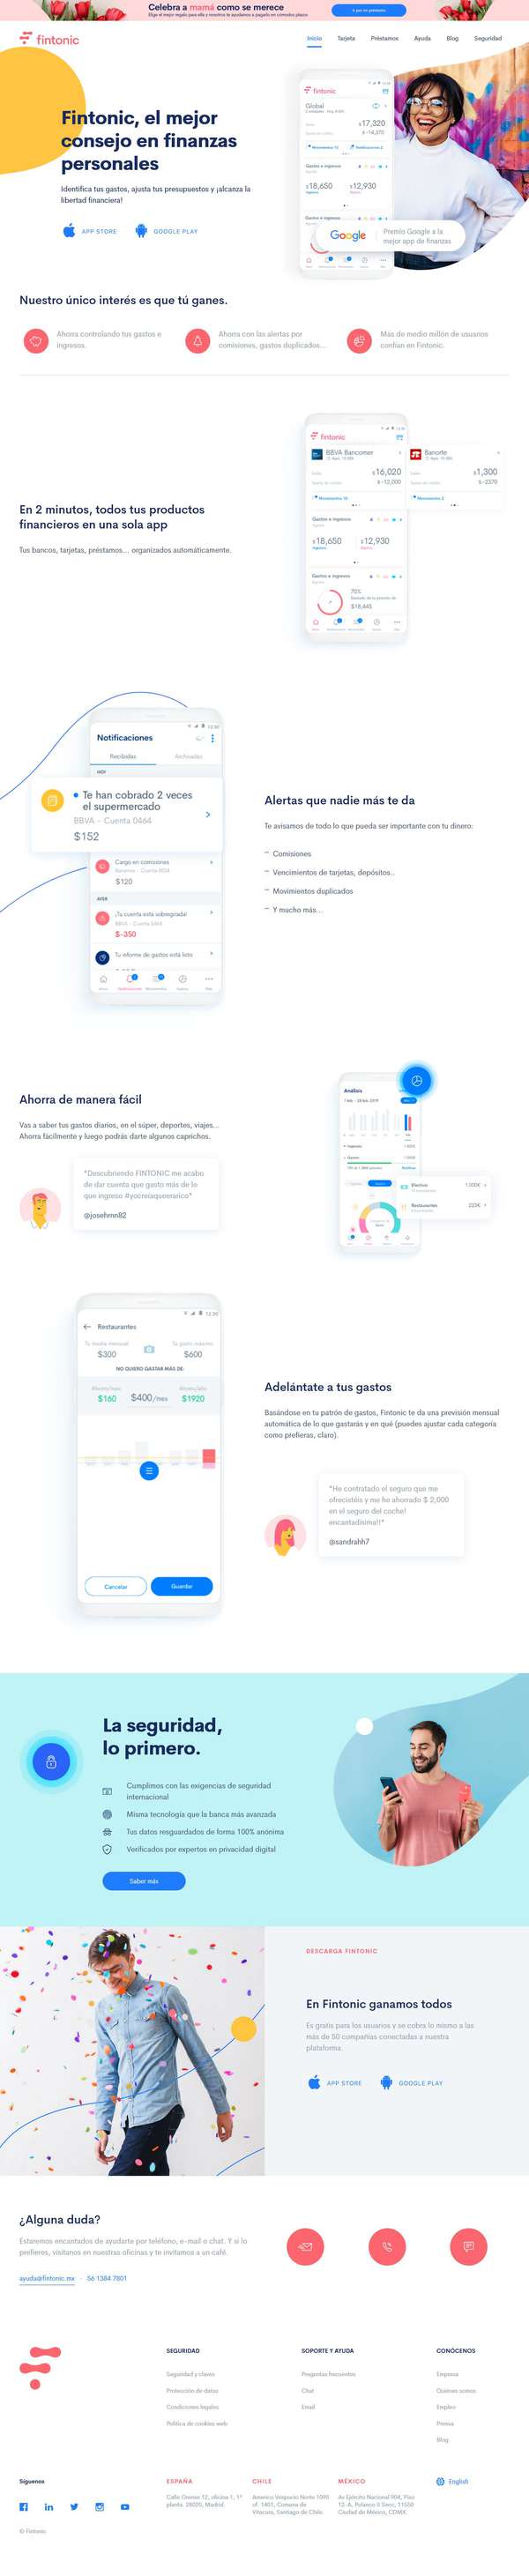 Celebra a mamá como se merece
Elige el mejor regalo para ella y nosotros te ayudamos a pagarlo en cómodos plazos
fintonic
Inicio
Tarjeta
Préstamos
Ayuda
Blog
Seguridad
Fintonic, el mejor
consejo en finanzas
personales
Identifica tus gastos, ajusta tus presupuestos y ¡alcanza la
libertad financiera!
APP STORE
GOOGLE PLAY
fintonic
Global
$17,320
$-14,370
Gastos e ingresos
$18,650
$12,930
Google
Premio Google a la
mejor app de finanzas
Nuestro único interés es que tú ganes.
Ahorra controlando tus gastos e
ingresos.
Ahorra con las alertas por
comisiones, gastos duplicados...
Más de medio millón de usuarios
confían en Fintonic.
fintonic
BBVA Bancomer
$16,020
$-12,000
Banorte
$1,300
$-2370
Gastos e ingresos
$18,650
$12,930
Gastos e ingresos
70%
$18,445
En 2 minutos, todos tus productos
financieros en una sola app
Tus bancos, tarjetas, préstamos... organizados automáticamente.
12:30
Notificaciones
Recibidas
Archivadas
HOY
Te han cobrado 2 veces
el supermercado
BBVA - Cuenta 0464
$152
Cargo en comisiones
$120
AYER
¡Tu cuenta está sobregirada!
$-350
Tu informe de gastos está listo
Alertas que nadie más te da
Te avisamos de todo lo que pueda ser importante con tu dinero:
– Comisiones
– Vencimientos de tarjetas, depósitos..
– Movimientos duplicados
– Y mucho más...
Ahorra de manera fácil
Vas a saber tus gastos diarios, en el súper, deportes, viajes...
Ahorra fácilmente y luego podrás darte algunos caprichos.
"Descubriendo FINTONIC me acabo
de dar cuenta que gasto más de lo
que ingreso #yocreiaqueerarico"
@josehrnn82
Análisis
Efectivo
1.000€
Restaurantes
223€
12:30
Restaurantes
Tu media mensual
$300
Tu gasto máximo
$600
NO QUIERO GASTAR MÁS DE:
Ahorro/mes
$160
$400/mes
Ahorro/año
$1920
Cancelar
Guardar
Adelántate a tus gastos
Basándose en tu patrón de gastos, Fintonic te da una previsión mensual
automática de lo que gastarás y en qué (puedes ajustar cada categoría
como prefieras, claro).
"He contratado el seguro que me
ofrecistéis y me he ahorrado $ 2,000
en el seguro del coche!
encantadísima!!"
@sandrahh7
La seguridad,
lo primero.
Cumplimos con las exigencias de seguridad
internacional
Misma tecnología que la banca más avanzada
Tus datos resguardados de forma 100% anónima
Verificados por expertos en privacidad digital
Saber más
DESCARGA FINTONIC
En Fintonic ganamos todos
Es gratis para los usuarios y se cobra lo mismo a las
más de 50 compañías conectadas a nuestra
plataforma.
APP STORE
GOOGLE PLAY
¿Alguna duda?
Estaremos encantados de ayudarte por teléfono, e-mail o chat. Y si lo
prefieres, visítanos en nuestras oficinas y te invitamos a un café.
ayuda@fintonic.mx - 56 1384 7801
SEGURIDAD
Seguridad y claves
Protección de datos
Condiciones legales
Política de cookies web
SOPORTE Y AYUDA
Preguntas frecuentes
Chat
Email
CONÓCENOS
Empresa
Quiénes somos
Empleo
Prensa
Blog
Síguenos
ESPAÑA
Calle Orense 12, oficina 1, 1ª
planta. 28020, Madrid.
CHILE
Americo Vespucio Norte 1090
of. 1401, Comuna de
Vitacura, Santiago de Chile.
MÉXICO
Av Ejército Nacional 904, Piso
12-A, Polanco II Secc, 11550
Ciudad de México, CDMX
English
© Fintonic